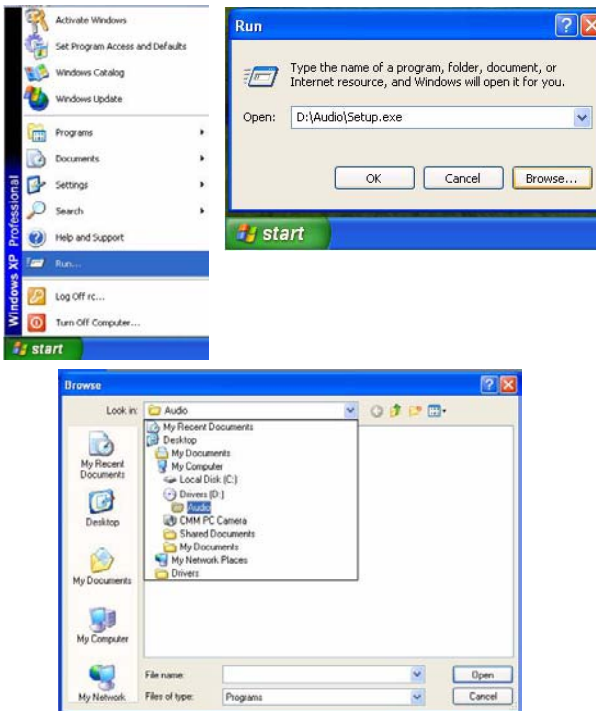 Activate Windows
Set Program Access and Defaults
Windows Catalog
Windows Update
Programs
Documents
Settings
Search
Help and Support
Run...
Log Off rc...
Turn Off Computer...
Windows XP Professional
start
Run
Type the name of a program, folder, document, or
Internet resource, and Windows will open it for you.
Open: D:\Audio\Setup.exe
OK Cancel Browse...
start
Browse
Look in: Audio
My Recent Documents
Desktop
My Documents
My Computer
Local Disk (C:)
Drivers (D:)
Audio
CMM PC Camera
Shared Documents
My Documents
My Network Places
Drivers
My Recent
Documents
Desktop
My Documents
My Computer
My Network
File name: Open
Files of type: Programs Cancel